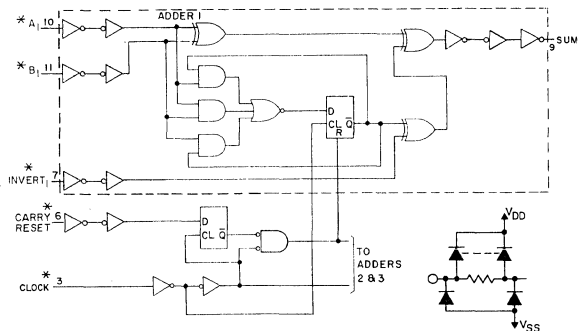 ADDER 1
* A1 10
* B1 11
D
CL Q̅
R
9 SUM
* INVERT1 7
* CARRY RESET 6
D
CL Q̅
* CLOCK 3
TO
ADDERS
2 & 3
VDD
VSS